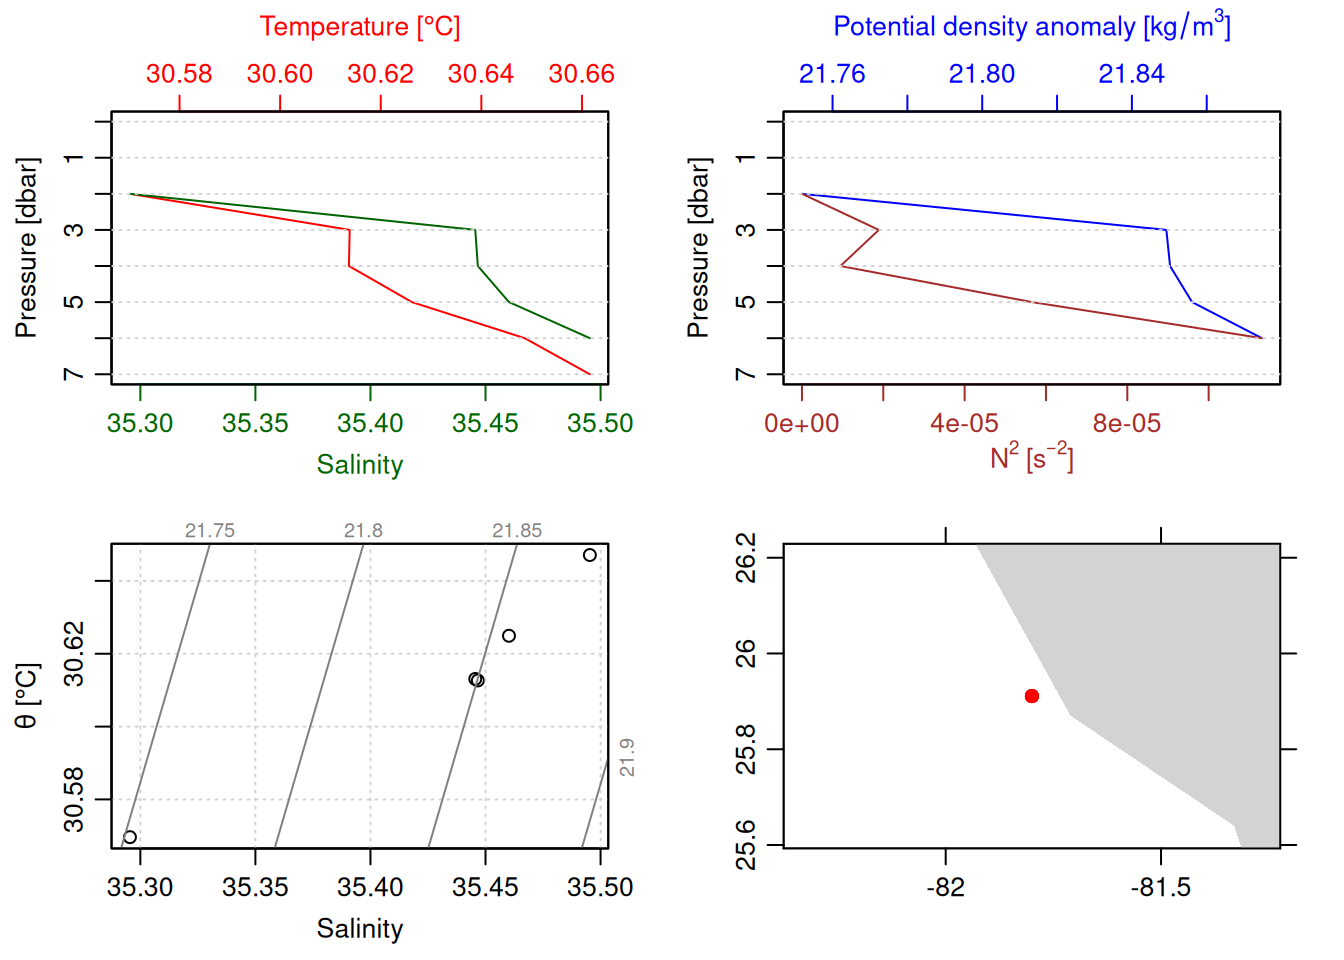 Temperature [°C]
30.58 30.60 30.62 30.64 30.66
Pressure [dbar]
1
3
5
7
35.30 35.35 35.40 35.45 35.50
Salinity
Potential density anomaly [kg/m³]
21.76 21.80 21.84
Pressure [dbar]
1
3
5
7
0e+00 4e-05 8e-05
N² [s⁻²]
21.75 21.8 21.85
θ [°C]
30.62
30.58
21.9
35.30 35.35 35.40 35.45 35.50
Salinity
26.2
26
25.8
25.6
-82 -81.5